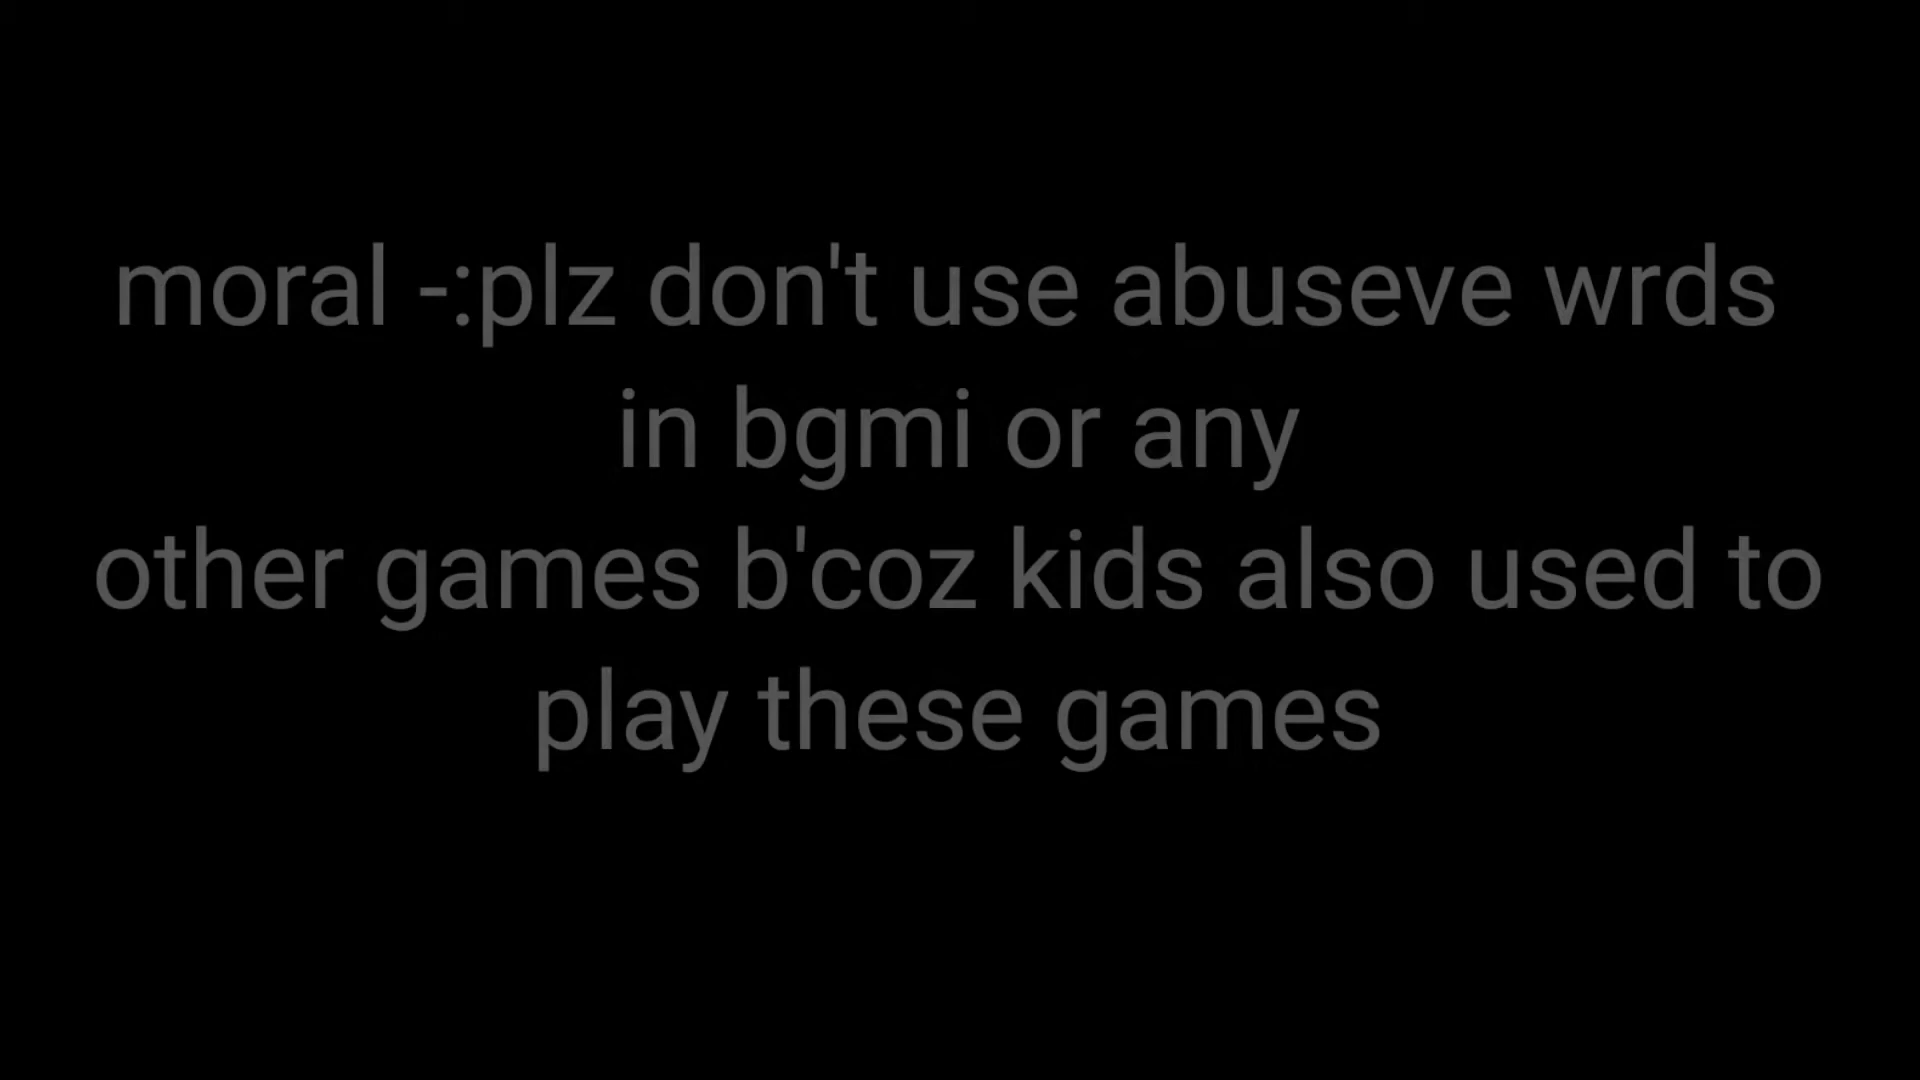 moral -:plz don't use abuseve wrds
in bgmi or any
other games b'coz kids also used to
play these games